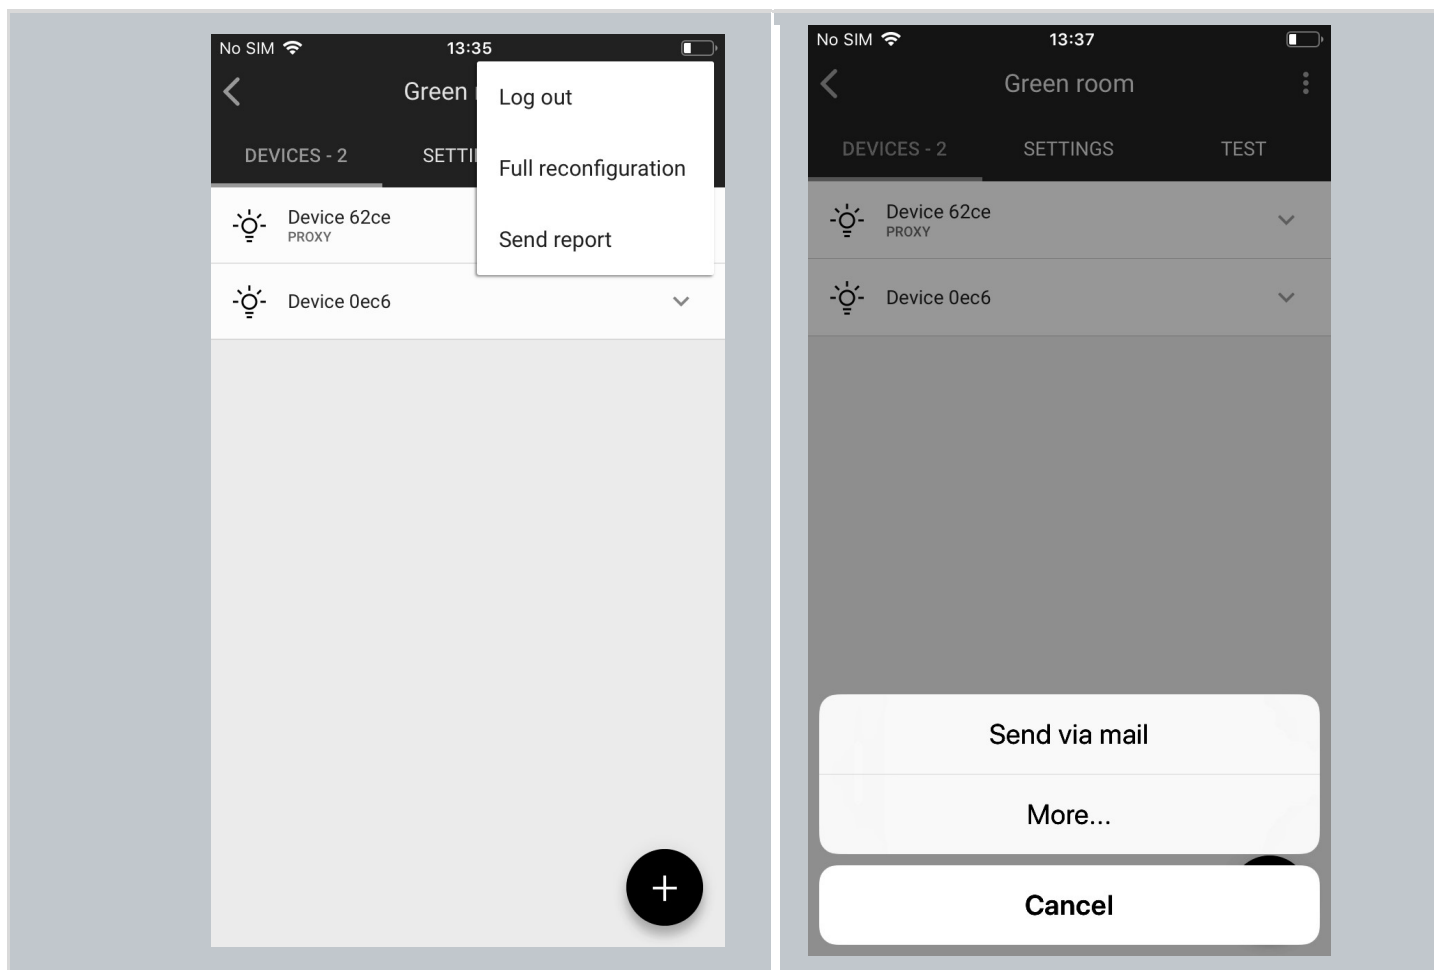 No SIM 13:35
Green
Log out
DEVICES - 2
SETTI
Full reconfiguration
Device 62ce
PROXY
Send report
Device 0ec6
No SIM 13:37
Green room
DEVICES - 2 SETTINGS TEST
Device 62ce
PROXY
Device 0ec6
Send via mail
More...
Cancel